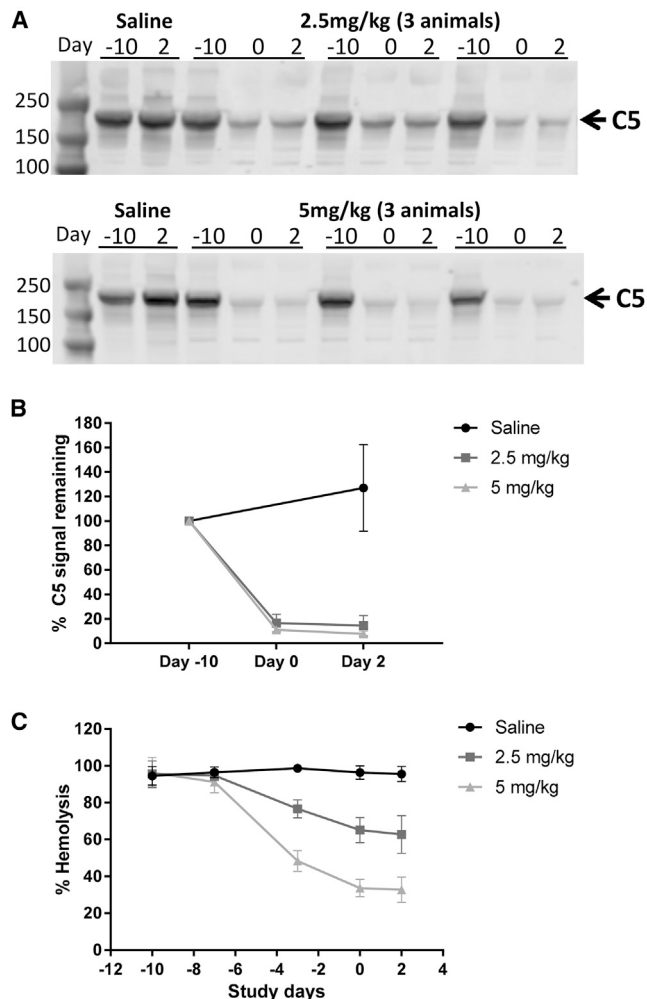 A
Saline 2.5mg/kg (3 animals)
Day -10 2 -10 0 2 -10 0 2 -10 0 2
250
150
100
C5
Saline 5mg/kg (3 animals)
Day -10 2 -10 0 2 -10 0 2 -10 0 2
250
150
100
C5
B
% C5 signal remaining
180
160
140
120
100
80
60
40
20
0
Day -10 Day 0 Day 2
Saline
2.5 mg/kg
5 mg/kg
C
% Hemolysis
120
100
80
60
40
20
0
-12 -10 -8 -6 -4 -2 0 2 4
Study days
Saline
2.5 mg/kg
5 mg/kg